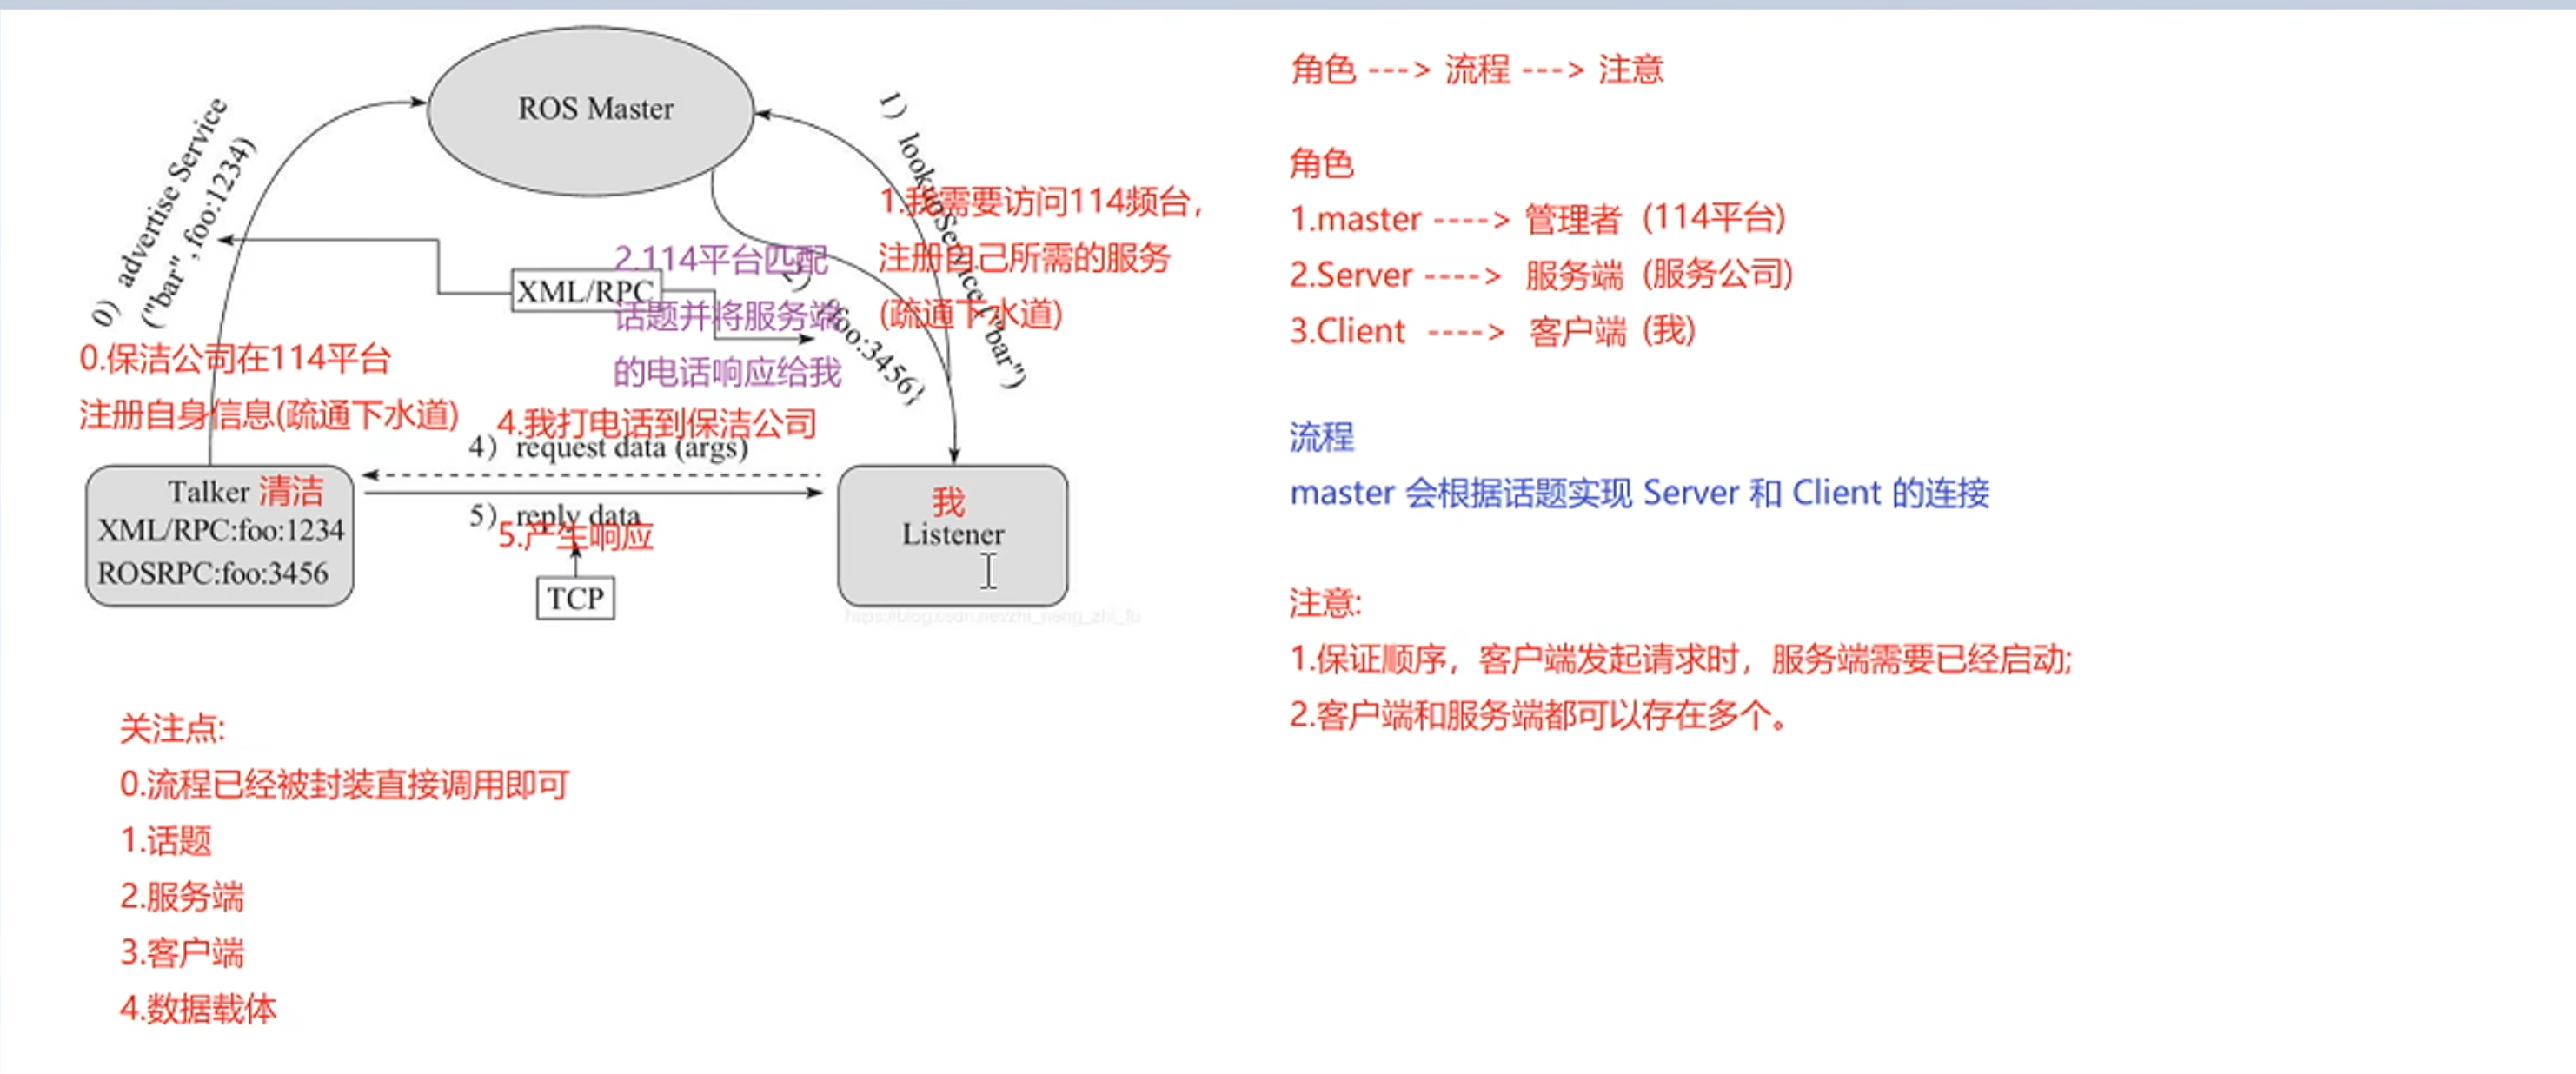 ROS Master
0) advertise Service
("bar",foo:1234)
1) lookupService("bar")
XML/RPC
2) {foo:3456}
0.保洁公司在114平台
注册自身信息(疏通下水道)
1.我需要访问114频台，
注册自己所需的服务
(疏通下水道)
2.114平台匹配
话题并将服务端
的电话响应给我
4.我打电话到保洁公司
4) request data (args)
5) reply data
5.产生响应
TCP
Talker 清洁
XML/RPC:foo:1234
ROSRPC:foo:3456
我
Listener
https://blog.csdn.net/zhi_neng_zhi_fu
关注点:
0.流程已经被封装直接调用即可
1.话题
2.服务端
3.客户端
4.数据载体
角色 ---> 流程 ---> 注意
角色
1.master ----> 管理者 (114平台)
2.Server ----> 服务端 (服务公司)
3.Client ----> 客户端 (我)
流程
master 会根据话题实现 Server 和 Client 的连接
注意:
1.保证顺序，客户端发起请求时，服务端需要已经启动;
2.客户端和服务端都可以存在多个。